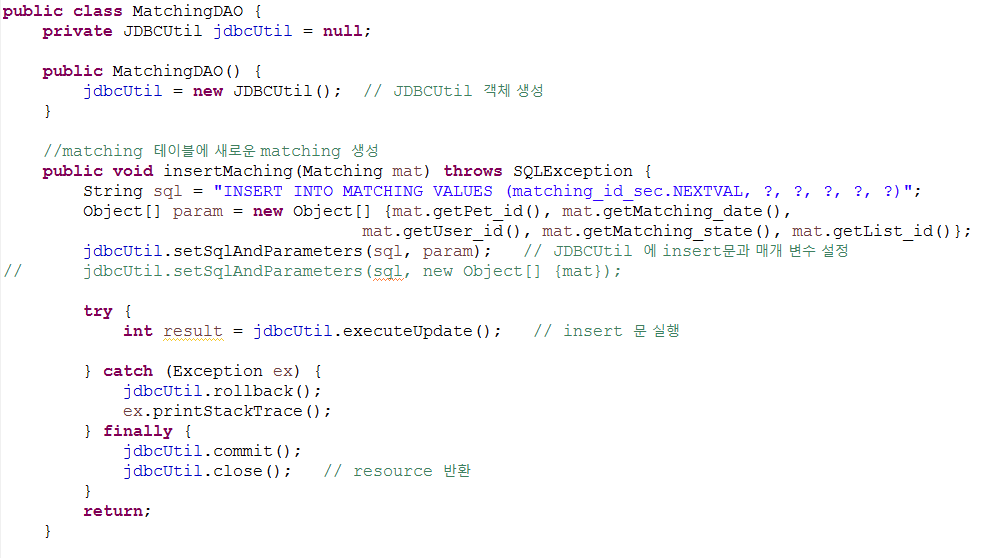 public class MatchingDAO {
    private JDBCUtil jdbcUtil = null;
    public MatchingDAO() {
        jdbcUtil = new JDBCUtil();  // JDBCUtil 객체 생성
    }
    //matching 테이블에 새로운 matching 생성
    public void insertMaching(Matching mat) throws SQLException {
        String sql = "INSERT INTO MATCHING VALUES (matching_id_sec.NEXTVAL, ?, ?, ?, ?, ?)";
        Object[] param = new Object[] {mat.getPet_id(), mat.getMatching_date(),
                                    mat.getUser_id(), mat.getMatching_state(), mat.getList_id()};
        jdbcUtil.setSqlAndParameters(sql, param);   // JDBCUtil 에 insert문과 매개 변수 설정
//      jdbcUtil.setSqlAndParameters(sql, new Object[] {mat});
        try {
            int result = jdbcUtil.executeUpdate();   // insert 문 실행
        } catch (Exception ex) {
            jdbcUtil.rollback();
            ex.printStackTrace();
        } finally {
            jdbcUtil.commit();
            jdbcUtil.close();   // resource 반환
        }
        return;
    }